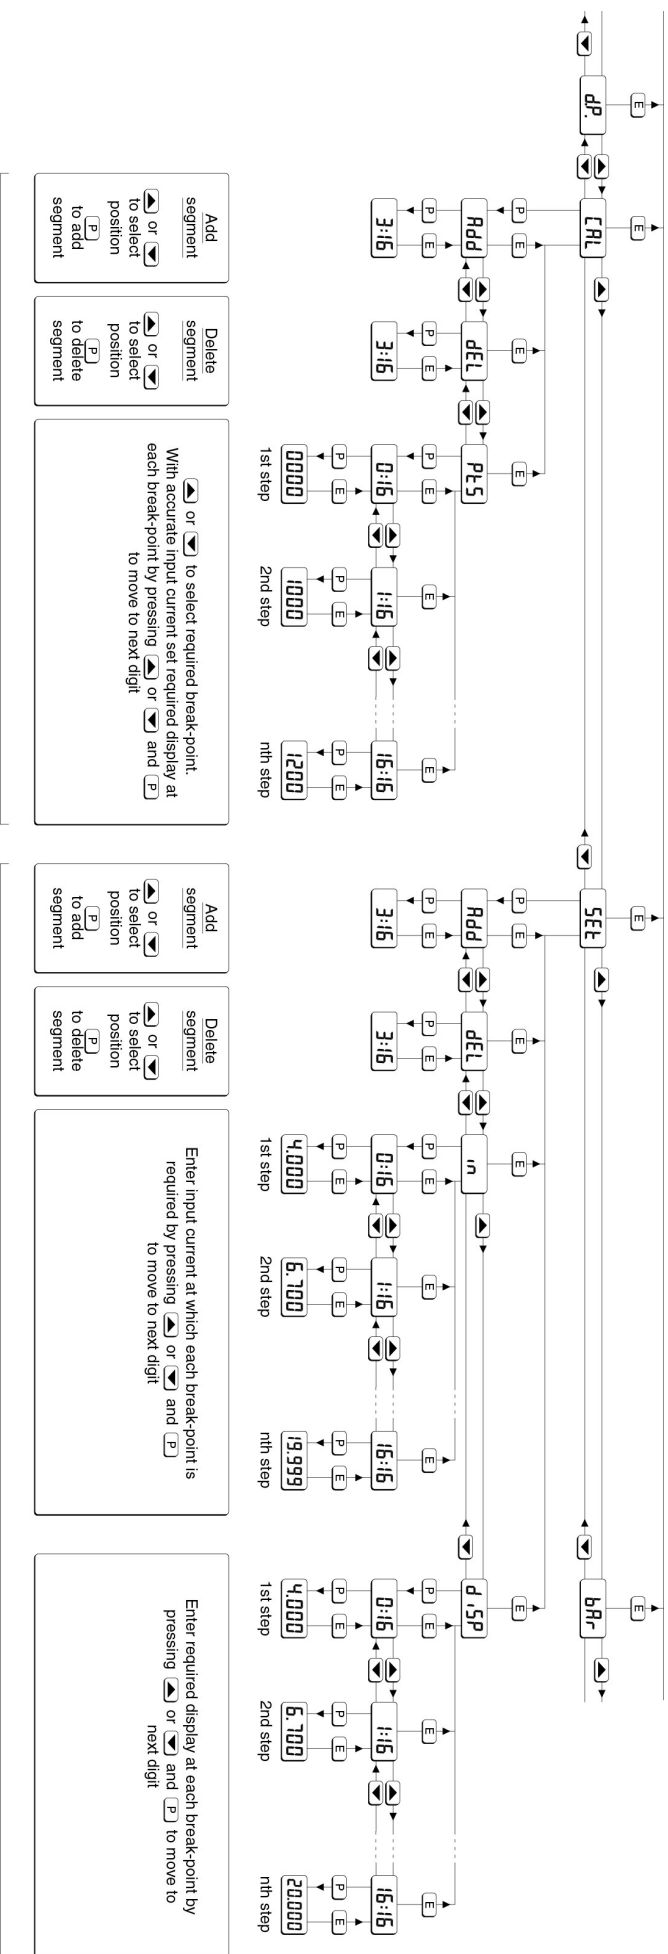 E
E
E
E
d.P.
CAL
SEt
bAr
P
E
E
E
P
E
E
E
E
Add
dEL
PtS
Add
dEL
in
d iSP
P
E
P
E
P
E
P
E
P
E
P
E
P
E
E
E
E
E
E
E
3:16
3:16
0:16
1:16
16:16
3:16
3:16
0:16
1:16
16:16
0:16
1:16
16:16
P
E
P
E
P
E
P
E
P
E
P
E
P
E
P
E
P
E
0000
1000
1200
4.000
6.700
19.999
4.000
6.700
20.000
1st step
2nd step
nth step
1st step
2nd step
nth step
1st step
2nd step
nth step
Add
segment
▲ or ▼
to select
position
P
to add
segment
Delete
segment
▲ or ▼
to select
position
P
to delete
segment
▲ or ▼ to select required break-point.
With accurate input current set required display at
each break-point by pressing ▲ or ▼ and P
to move to next digit
Add
segment
▲ or ▼
to select
position
P
to add
segment
Delete
segment
▲ or ▼
to select
position
P
to delete
segment
Enter input current at which each break-point is
required by pressing ▲ or ▼ and P
to move to next digit
Enter required display at each break-point by
pressing ▲ or ▼ and P to move to
next digit